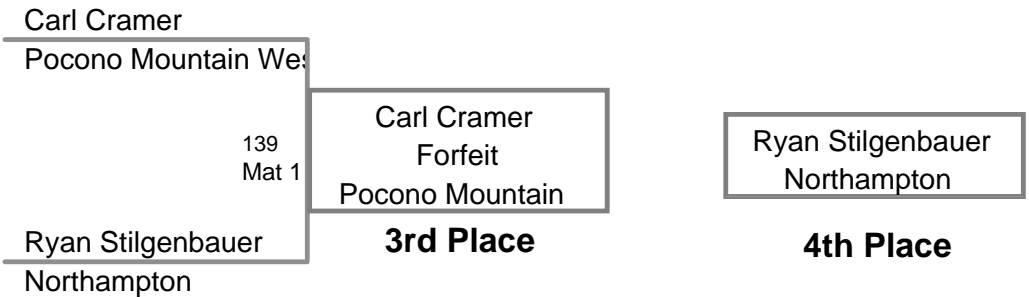 Carl Cramer
Pocono Mountain Wes
139
Mat 1
Ryan Stilgenbauer
Northampton
Carl Cramer
Forfeit
Pocono Mountain
3rd Place
Ryan Stilgenbauer
Northampton
4th Place